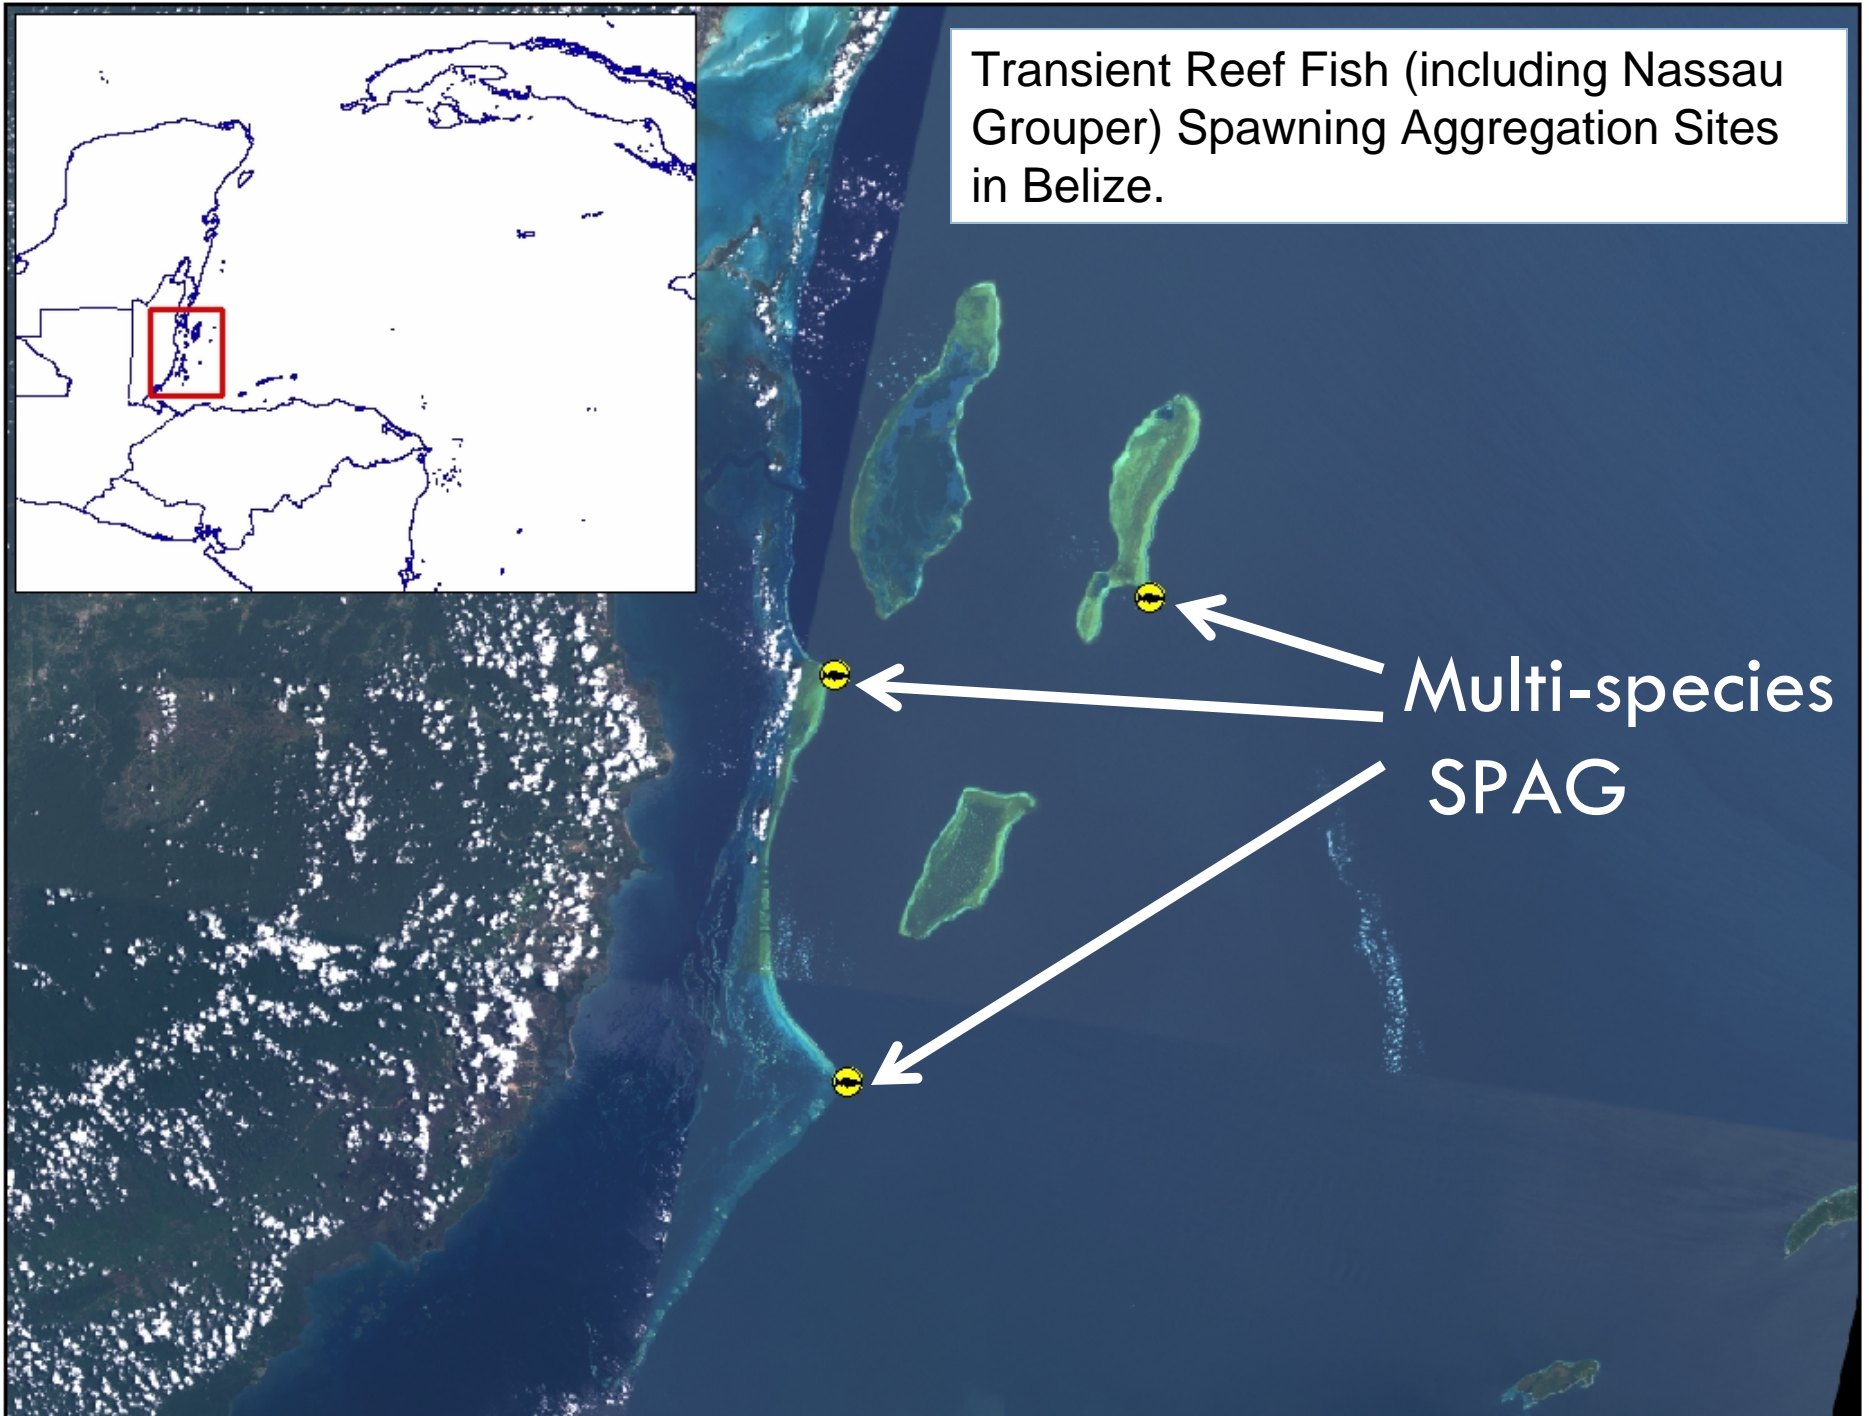 Transient Reef Fish (including Nassau
Grouper) Spawning Aggregation Sites
in Belize.
Multi-species
SPAG